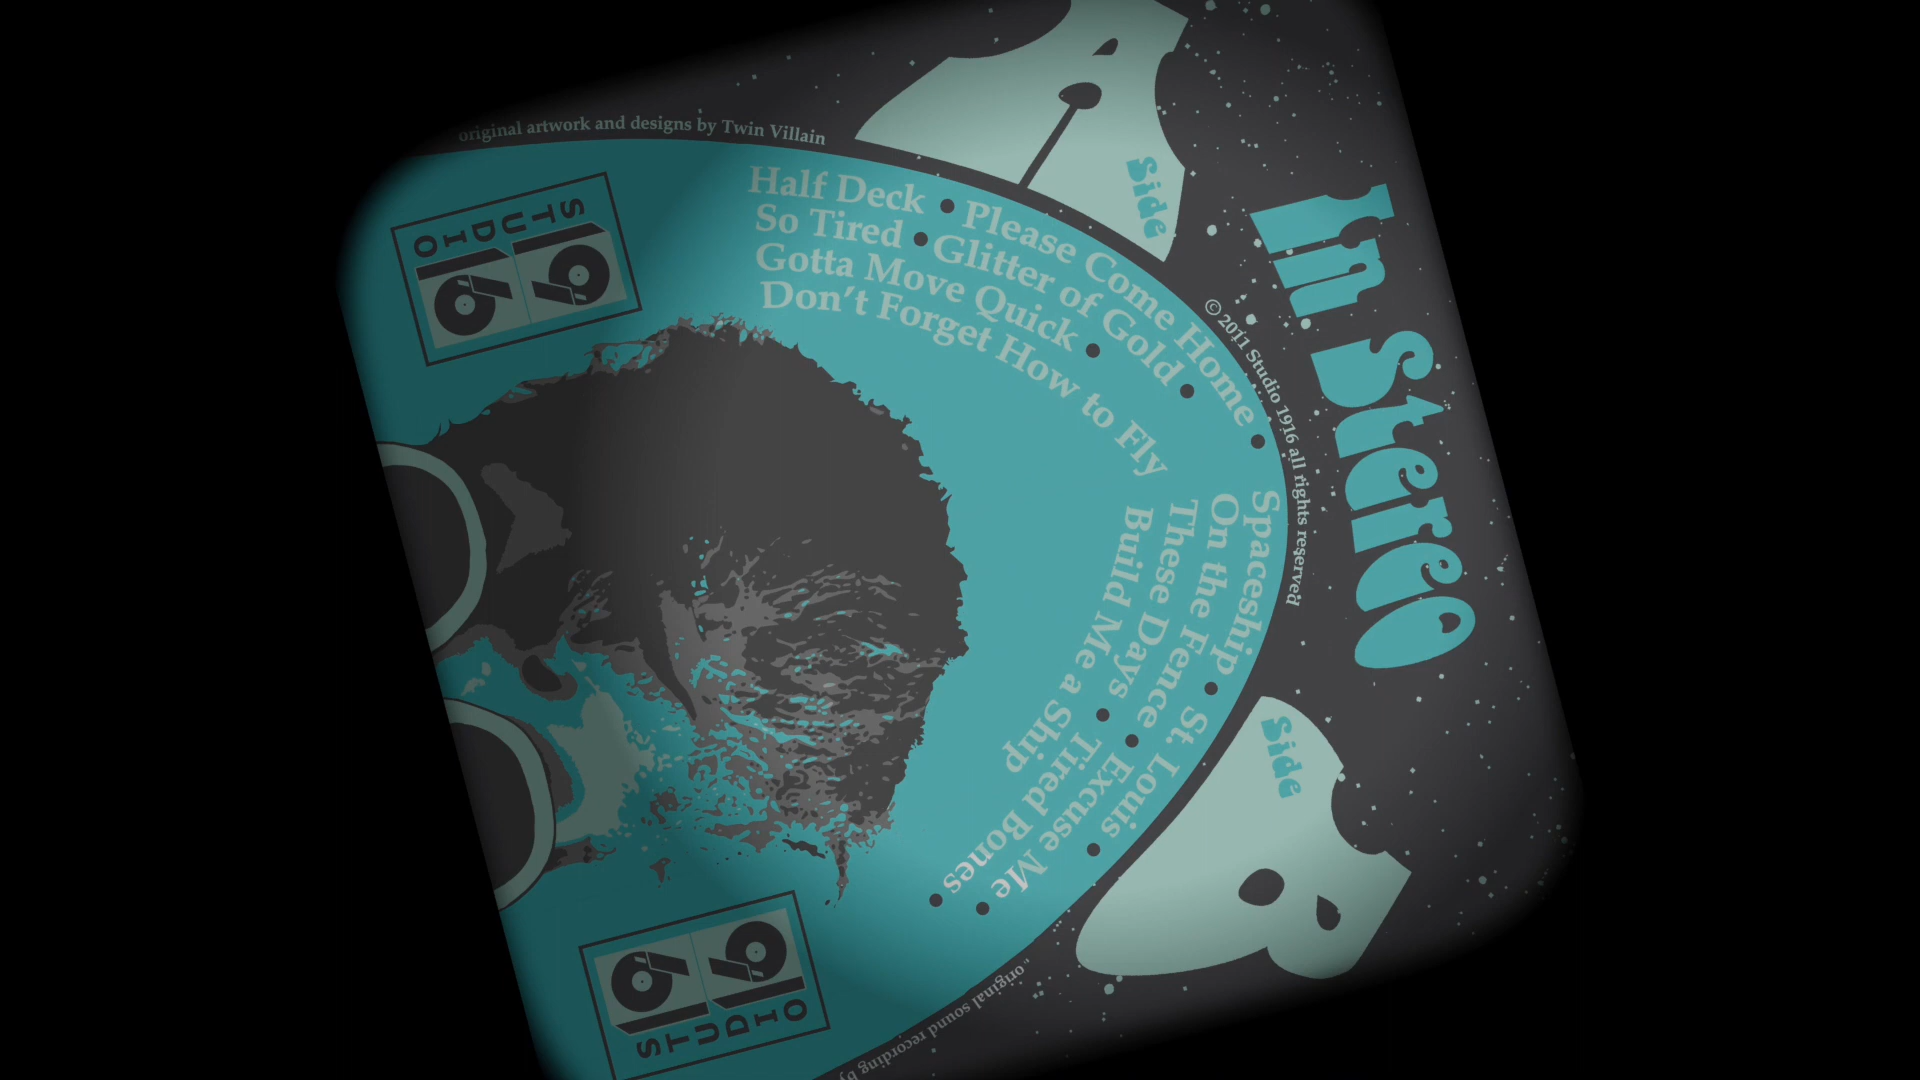 original artwork and designs by Twin Villain
STUDIO
Half Deck • Please Come Home •
So Tired • Glitter of Gold •
Gotta Move Quick •
Don't Forget How to Fly
Side
A
In Stereo
© 2011 Studio 1916 all rights reserved
Spaceship • St. Louis •
On the Fence • Excuse Me •
These Days • Tired Bones •
Build Me a Ship
Side
B
STUDIO
original sound recording by